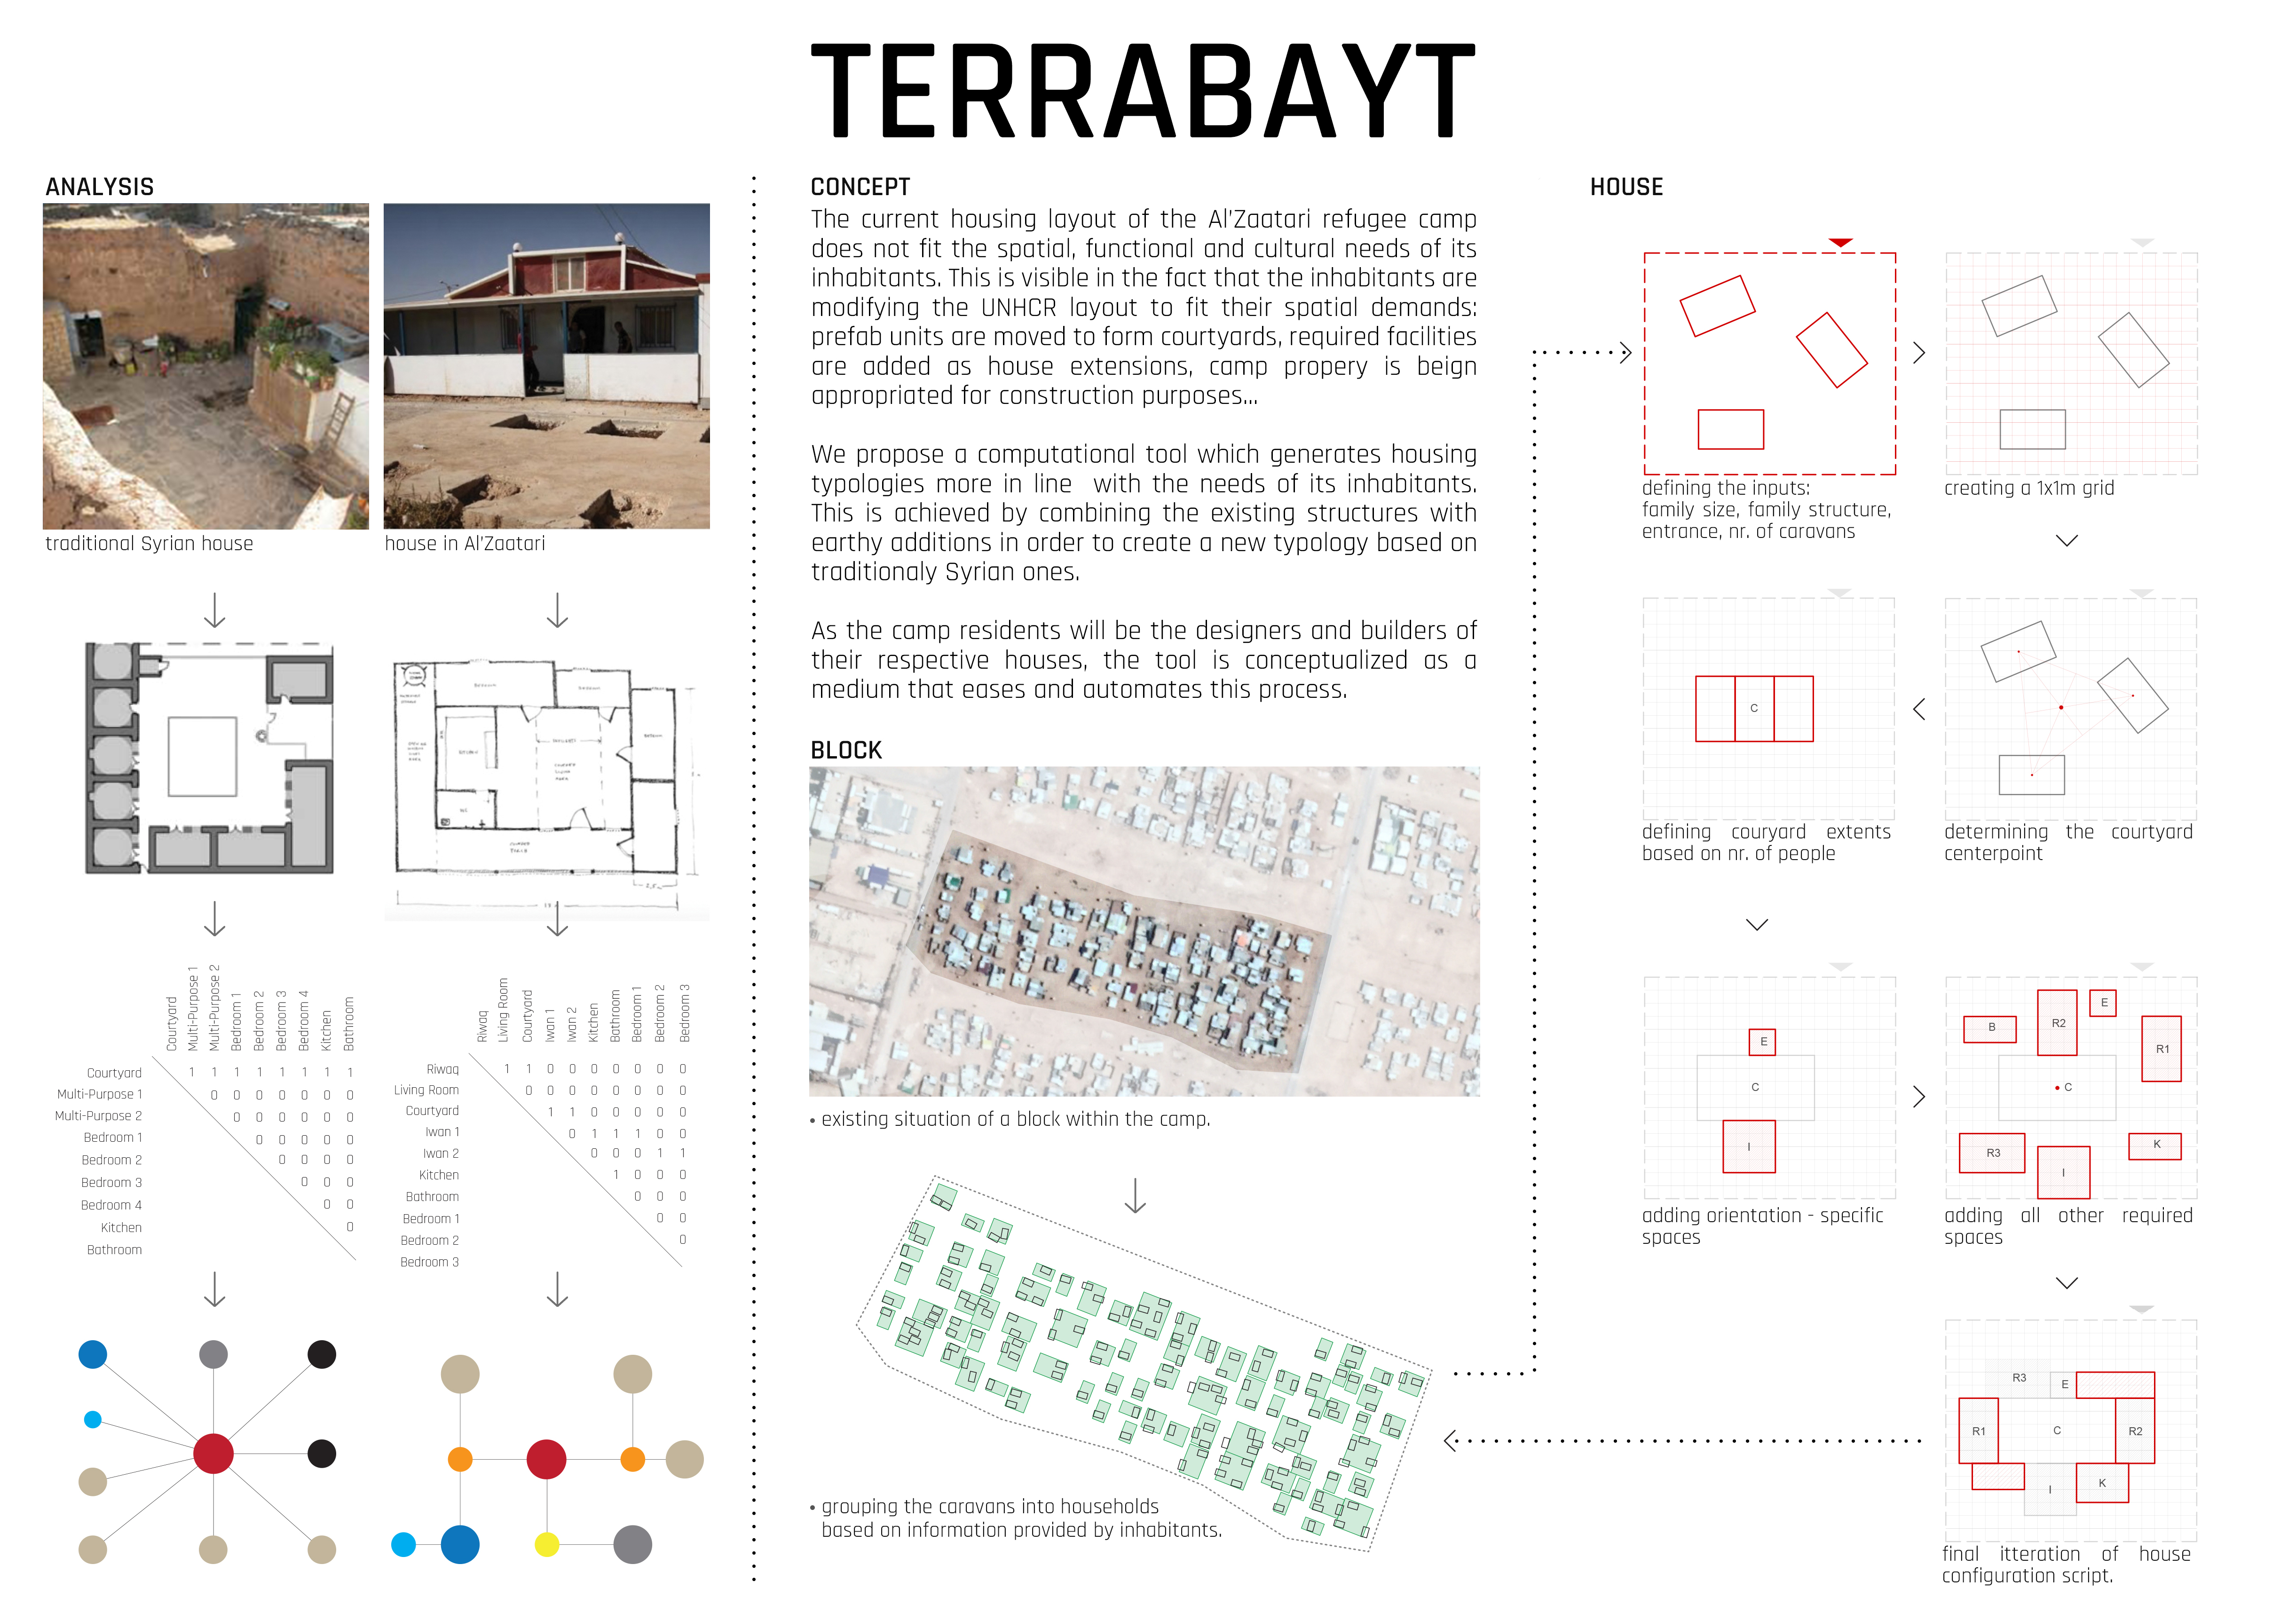 TERRABAYT
ANALYSIS
traditional Syrian house
house in Al'Zaatari
Courtyard
Multi-Purpose 1
Multi-Purpose 2
Bedroom 1
Bedroom 2
Bedroom 3
Bedroom 4
Kitchen
Bathroom
Courtyard 1 1 1 1 1 1 1 1
Multi-Purpose 1 0 0 0 0 0 0 0
Multi-Purpose 2 0 0 0 0 0 0
Bedroom 1 0 0 0 0 0
Bedroom 2 0 0 0 0
Bedroom 3 0 0 0
Bedroom 4 0 0
Kitchen 0
Bathroom
Riwaq
Living Room
Courtyard
Iwan 1
Iwan 2
Kitchen
Bathroom
Bedroom 1
Bedroom 2
Bedroom 3
Riwaq 1 1 0 0 0 0 0 0 0
Living Room 0 0 0 0 0 0 0 0
Courtyard 1 1 0 0 0 0 0
Iwan 1 0 1 1 1 0 0
Iwan 2 0 0 0 1 1
Kitchen 1 0 0 0
Bathroom 0 0 0
Bedroom 1 0 0
Bedroom 2 0
Bedroom 3
CONCEPT
The current housing layout of the Al'Zaatari refugee camp
does not fit the spatial, functional and cultural needs of its
inhabitants. This is visible in the fact that the inhabitants are
modifying the UNHCR layout to fit their spatial demands:
prefab units are moved to form courtyards, required facilities
are added as house extensions, camp propery is beign
appropriated for construction purposes...
We propose a computational tool which generates housing
typologies more in line with the needs of its inhabitants.
This is achieved by combining the existing structures with
earthy additions in order to create a new typology based on
traditionaly Syrian ones.
As the camp residents will be the designers and builders of
their respective houses, the tool is conceptualized as a
medium that eases and automates this process.
BLOCK
• existing situation of a block within the camp.
• grouping the caravans into households
based on information provided by inhabitants.
HOUSE
defining the inputs:
family size, family structure,
entrance, nr. of caravans
creating a 1x1m grid
C
defining couryard extents
based on nr. of people
determining the courtyard
centerpoint
E
C
I
adding orientation - specific
spaces
E
B
R2
R1
C
R3
I
K
adding all other required
spaces
R3
E
R1
C
R2
I
K
final itteration of house
configuration script.